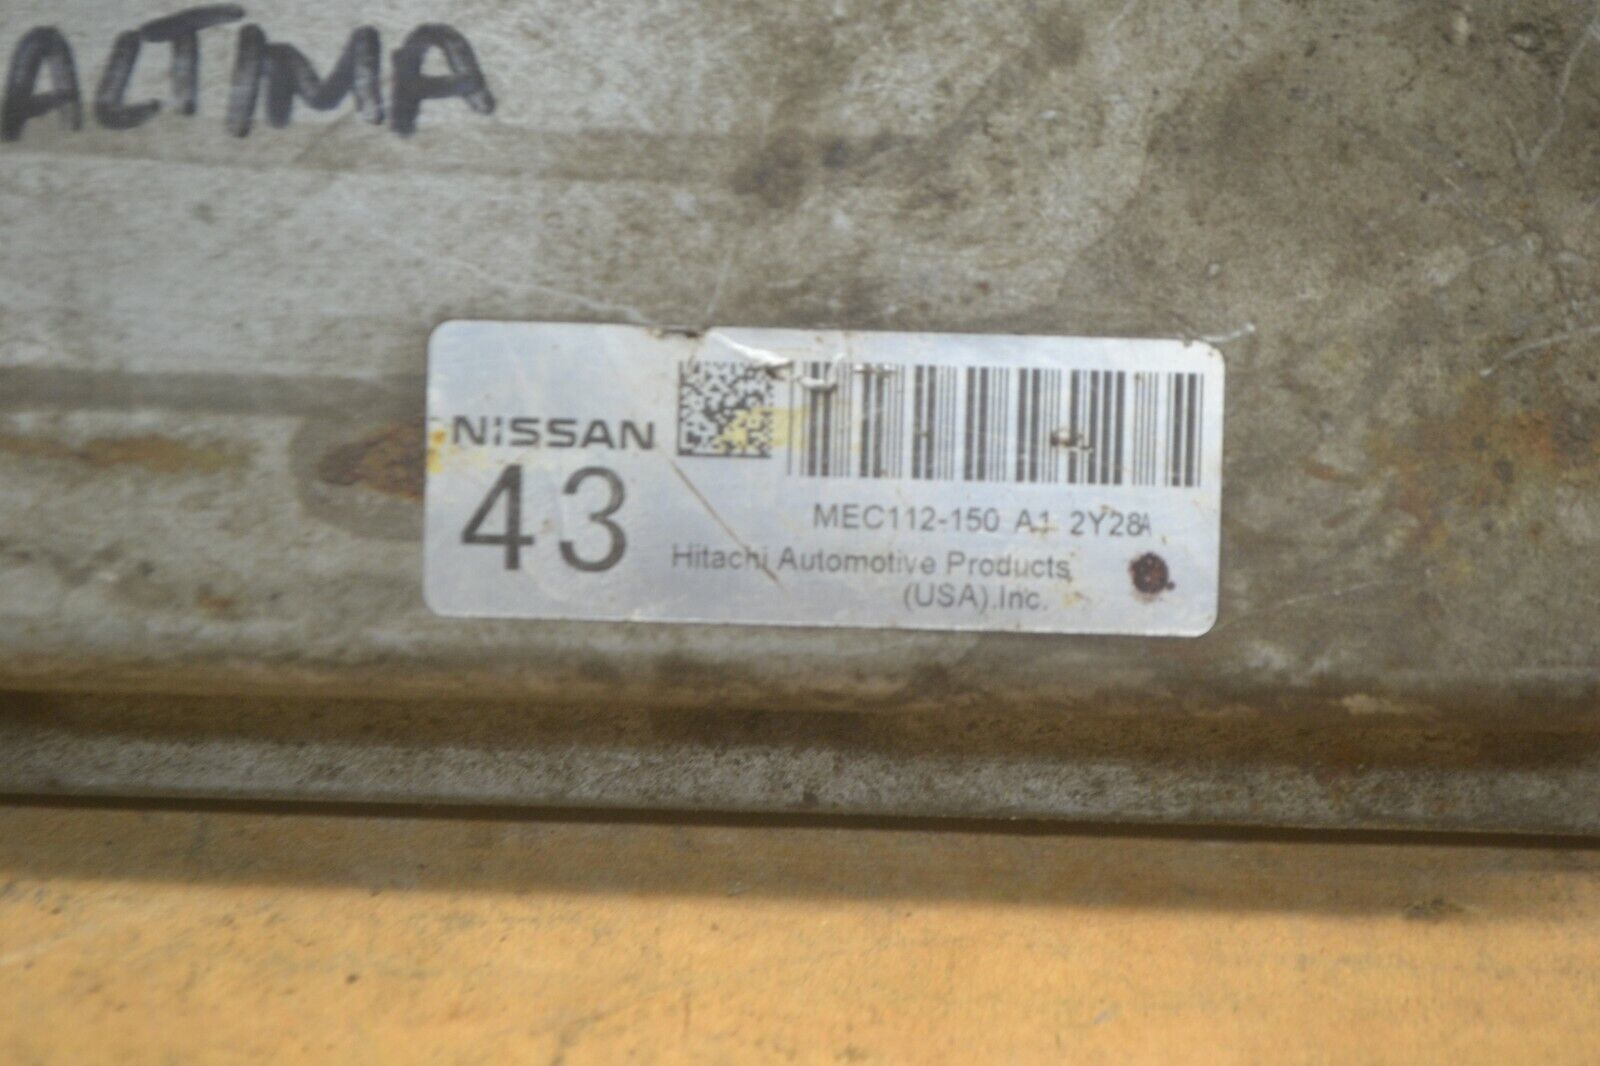 ALTIMA
NISSAN
43
MEC112-150 A1 2Y28A
Hitachi Automotive Products
(USA),Inc.